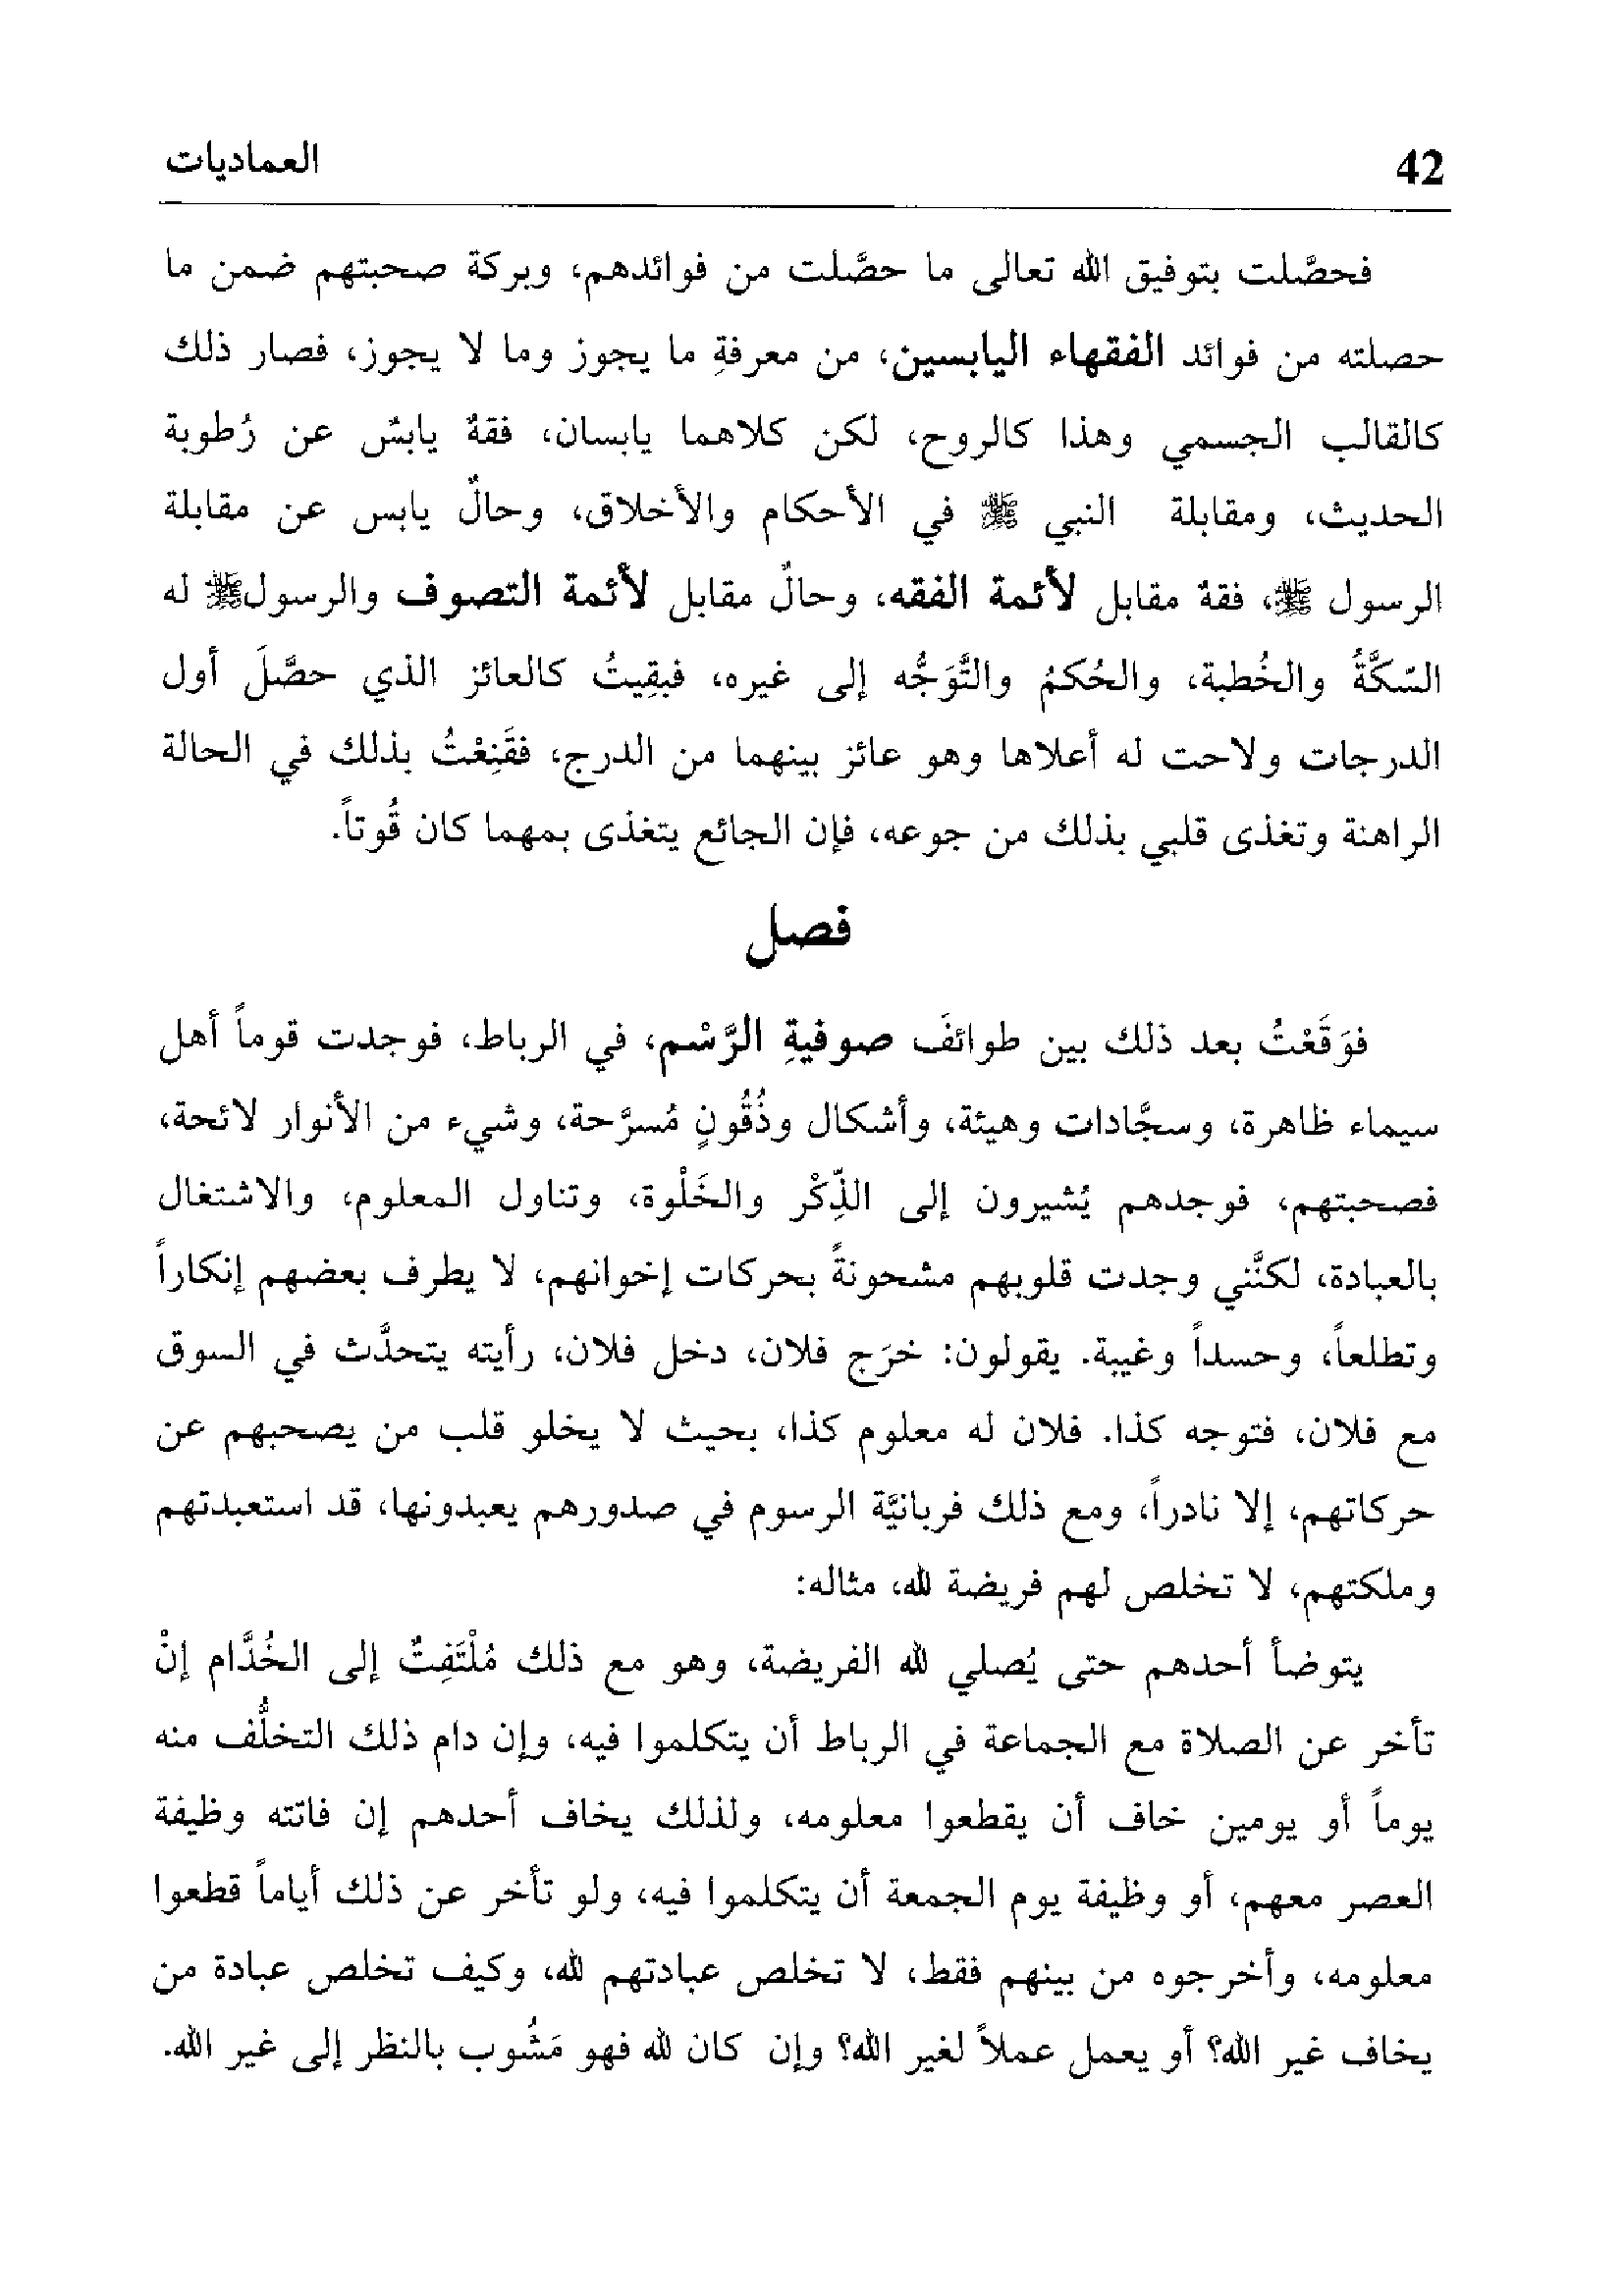 42 العماديات
فحصَّلت بتوفيق الله تعالى ما حصَّلت من فوائدهم، وبركة صحبتهم ضمن ما
حصلته من فوائد الفقهاء اليابسين، من معرفةِ ما يجوز وما لا يجوز، فصار ذلك
كالقالب الجسمي وهذا كالروح، لكن كلاهما يابسان، فقهٌ يابسٌ عن رُطوبة
الحديث، ومقابلة النبي ﷺ في الأحكام والأخلاق، وحالٌ يابس عن مقابلة
الرسول ﷺ، فقهٌ مقابل لأئمة الفقه، وحالٌ مقابل لأئمة التصوف والرسولﷺ له
السِّكَّةُ والخُطبة، والحُكمُ والتَّوَجُّه إلى غيره، فبقِيتُ كالعائز الذي حصَّلَ أول
الدرجات ولاحت له أعلاها وهو عائز بينهما من الدرج، فقَنِعْتُ بذلك في الحالة
الراهنة وتغذى قلبي بذلك من جوعه، فإن الجائع يتغذى بمهما كان قُوتاً.
فصل
فوَقَعْتُ بعد ذلك بين طوائفَ صوفيةِ الرَّسْم، في الرباط، فوجدت قوماً أهل
سيماء ظاهرة، وسجَّادات وهيئة، وأشكال وذُقُونٍ مُسرَّحة، وشيء من الأنوار لائحة،
فصحبتهم، فوجدهم يُشيرون إلى الذِّكْر والخَلْوة، وتناول المعلوم، والاشتغال
بالعبادة، لكنَّني وجدت قلوبهم مشحونةً بحركات إخوانهم، لا يطرف بعضهم إنكاراً
وتطلعاً، وحسداً وغيبة. يقولون: خرَج فلان، دخل فلان، رأيته يتحدَّث في السوق
مع فلان، فتوجه كذا. فلان له معلوم كذا، بحيث لا يخلو قلب من يصحبهم عن
حركاتهم، إلا نادراً، ومع ذلك فربانيَّة الرسوم في صدورهم يعبدونها، قد استعبدتهم
وملكتهم، لا تخلص لهم فريضة لله، مثاله:
يتوضأ أحدهم حتى يُصلي لله الفريضة، وهو مع ذلك مُلْتَفِتٌ إلى الخُدَّام إنْ
تأخر عن الصلاة مع الجماعة في الرباط أن يتكلموا فيه، وإن دام ذلك التخلُّف منه
يوماً أو يومين خاف أن يقطعوا معلومه، ولذلك يخاف أحدهم إن فاتته وظيفة
العصر معهم، أو وظيفة يوم الجمعة أن يتكلموا فيه، ولو تأخر عن ذلك أياماً قطعوا
معلومه، وأخرجوه من بينهم فقط، لا تخلص عبادتهم لله، وكيف تخلص عبادة من
يخاف غير الله؟ أو يعمل عملاً لغير الله؟ وإن كان لله فهو مَشُوب بالنظر إلى غير الله.